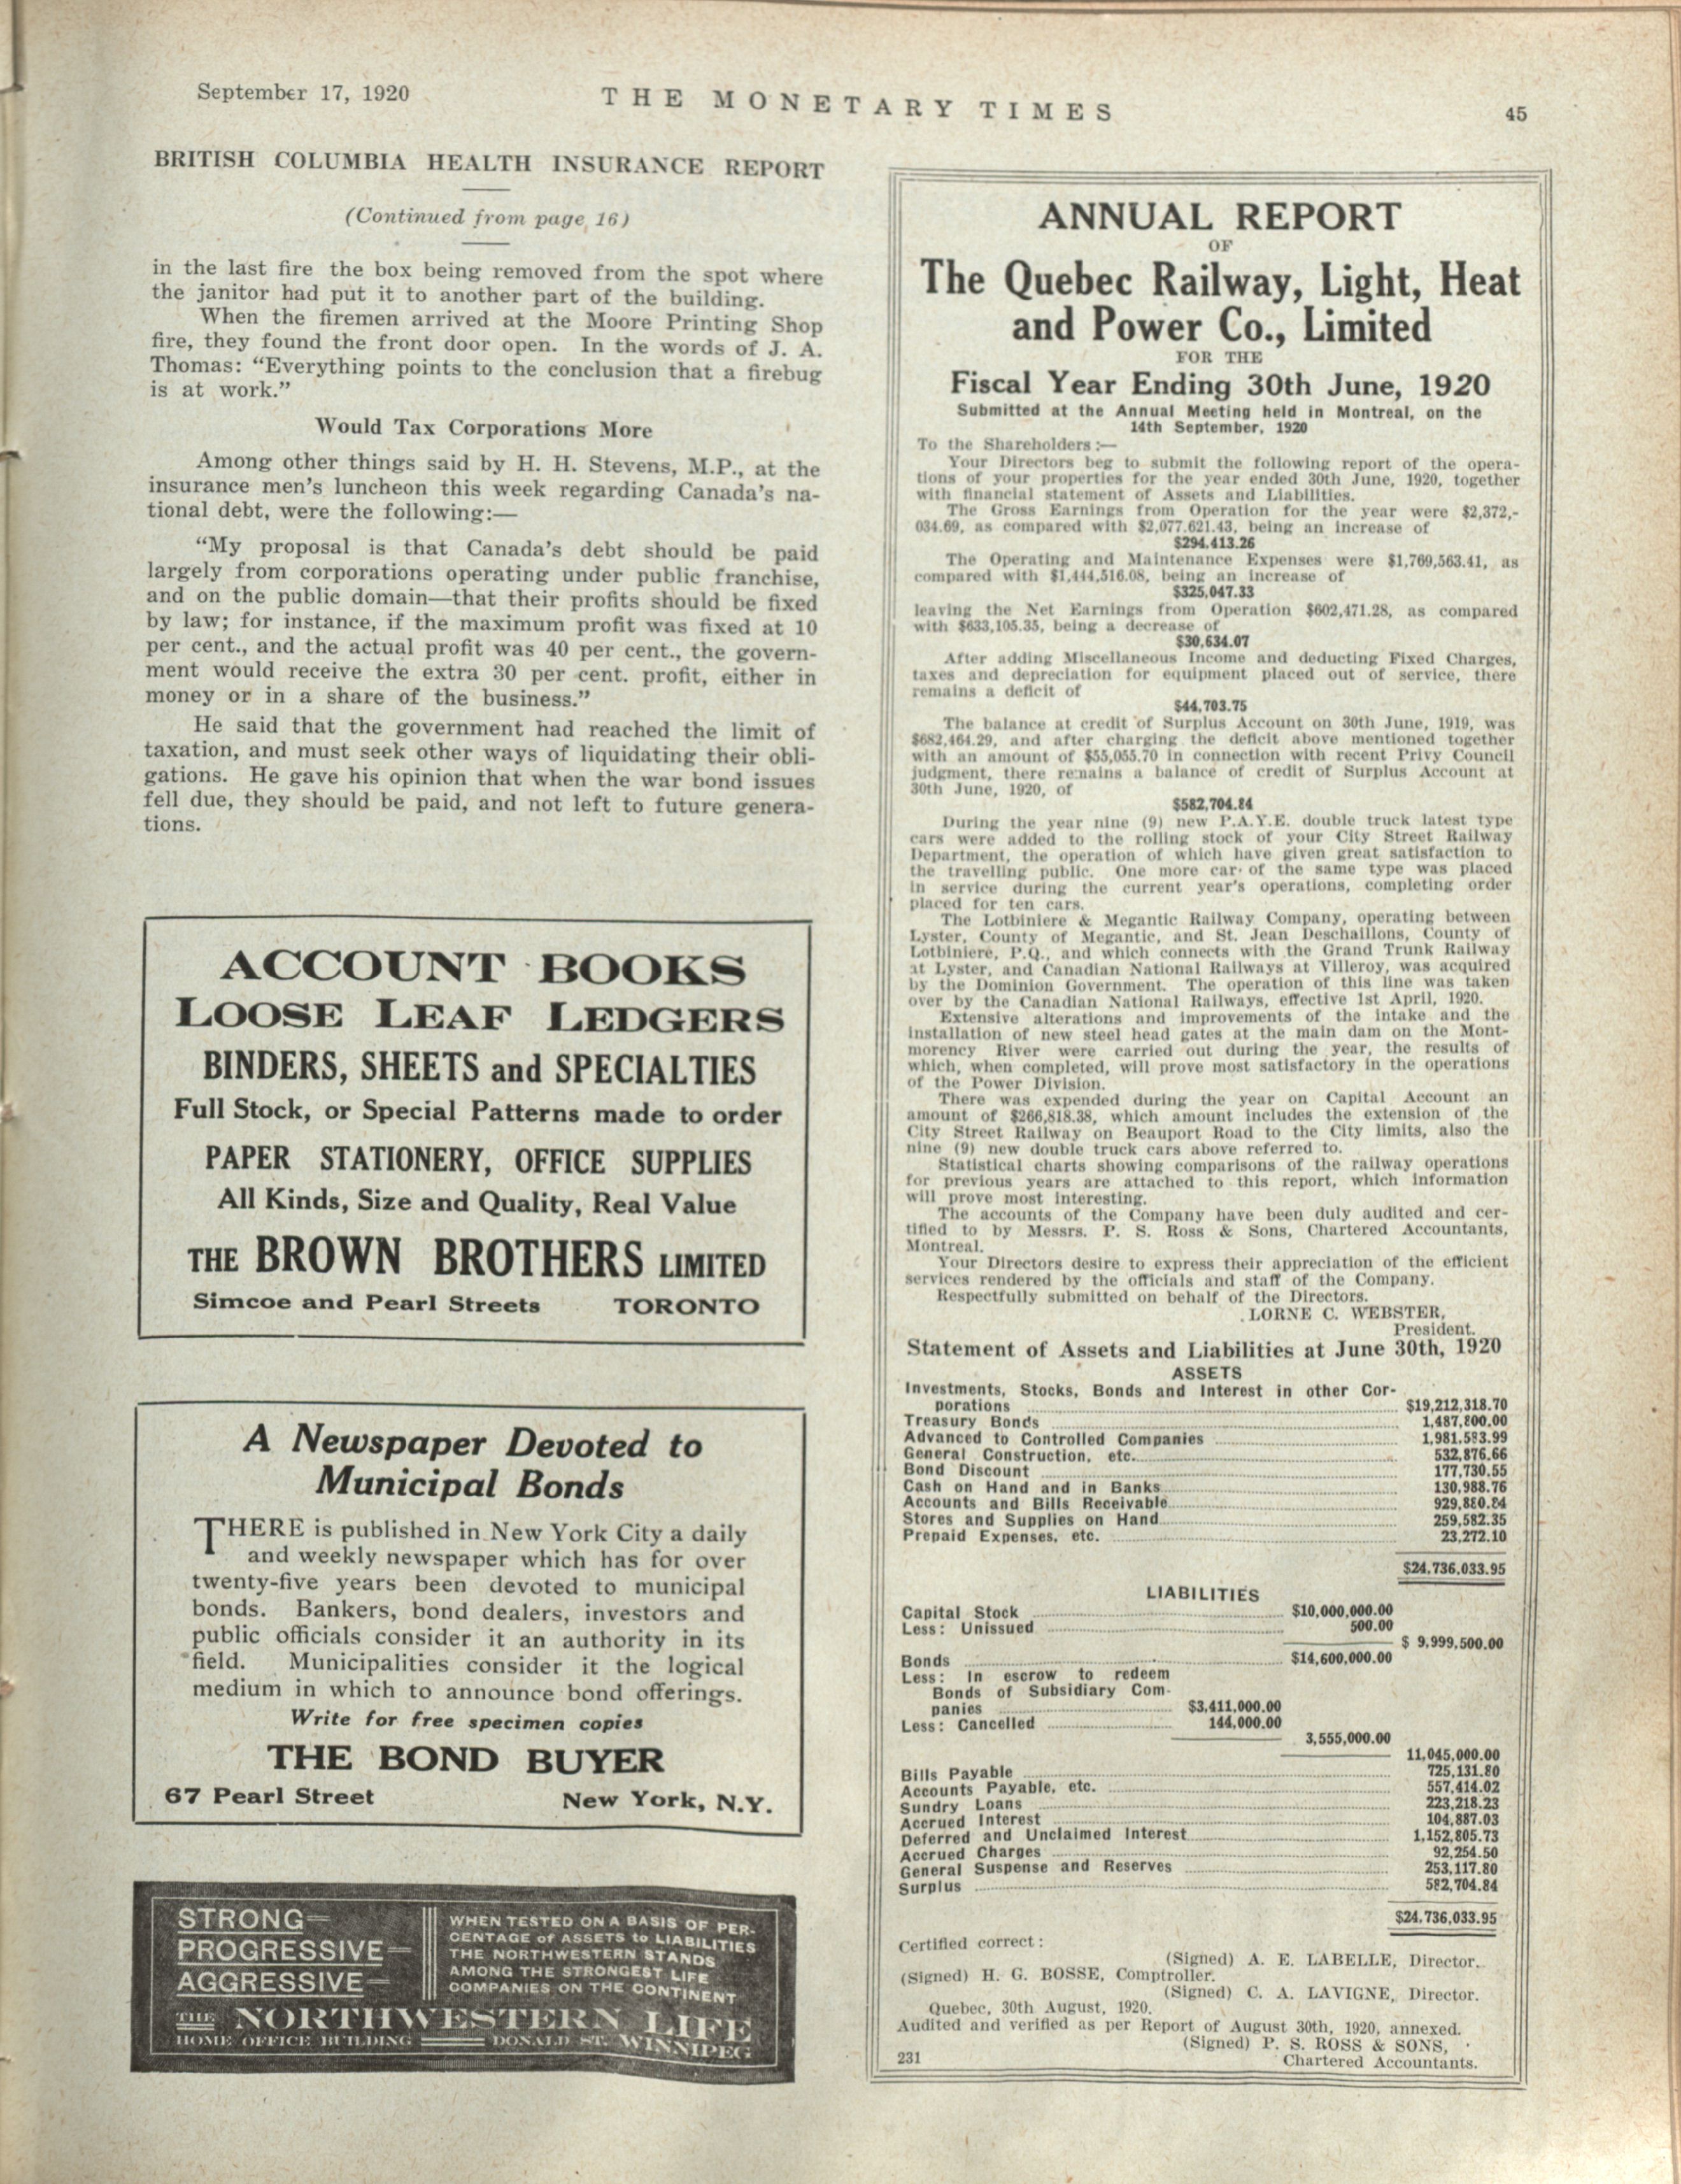 September 17, 1920
THE MONETARY TIMES
45
BRITISH COLUMBIA HEALTH INSURANCE REPORT
(Continued from page 16)
in the last fire the box being removed from the spot where
the janitor had put it to another part of the building.
When the firemen arrived at the Moore Printing Shop
fire, they found the front door open. In the words of J. A.
Thomas: “Everything points to the conclusion that a firebug
is at work.”
Would Tax Corporations More
Among other things said by H. H. Stevens, M.P., at the
insurance men’s luncheon this week regarding Canada’s na-
tional debt, were the following:—
“My proposal is that Canada’s debt should be paid
largely from corporations operating under public franchise,
and on the public domain—that their profits should be fixed
by law; for instance, if the maximum profit was fixed at 10
per cent., and the actual profit was 40 per cent., the govern-
ment would receive the extra 30 per cent. profit, either in
money or in a share of the business.”
He said that the government had reached the limit of
taxation, and must seek other ways of liquidating their obli-
gations. He gave his opinion that when the war bond issues
fell due, they should be paid, and not left to future genera-
tions.
ACCOUNT BOOKS
LOOSE LEAF LEDGERS
BINDERS, SHEETS and SPECIALTIES
Full Stock, or Special Patterns made to order
PAPER STATIONERY, OFFICE SUPPLIES
All Kinds, Size and Quality, Real Value
THE BROWN BROTHERS LIMITED
Simcoe and Pearl Streets TORONTO
A Newspaper Devoted to
Municipal Bonds
THERE is published in New York City a daily
and weekly newspaper which has for over
twenty-five years been devoted to municipal
bonds. Bankers, bond dealers, investors and
public officials consider it an authority in its
field. Municipalities consider it the logical
medium in which to announce bond offerings.
Write for free specimen copies
THE BOND BUYER
67 Pearl Street New York, N.Y.
STRONG
PROGRESSIVE
AGGRESSIVE
WHEN TESTED ON A BASIS OF PER-
CENTAGE of ASSETS to LIABILITIES
THE NORTHWESTERN STANDS
AMONG THE STRONGEST LIFE
COMPANIES ON THE CONTINENT
THE NORTHWESTERN LIFE
HOME OFFICE BUILDING DONALD ST. WINNIPEG
ANNUAL REPORT
OF
The Quebec Railway, Light, Heat
and Power Co., Limited
FOR THE
Fiscal Year Ending 30th June, 1920
Submitted at the Annual Meeting held in Montreal, on the
14th September, 1920
To the Shareholders:—
Your Directors beg to submit the following report of the opera-
tions of your properties for the year ended 30th June, 1920, together
with financial statement of Assets and Liabilities.
The Gross Earnings from Operation for the year were $2,372,-
034.69, as compared with $2,077.621.43, being an increase of
$294,413.26
The Operating and Maintenance Expenses were $1,769,563.41, as
compared with $1,444,516.08, being an increase of
$325,047.33
leaving the Net Earnings from Operation $602,471.28, as compared
with $633,105.35, being a decrease of
$30,634.07
After adding Miscellaneous Income and deducting Fixed Charges,
taxes and depreciation for equipment placed out of service, there
remains a deficit of
$44,703.75
The balance at credit of Surplus Account on 30th June, 1919, was
$682,464.29, and after charging the deficit above mentioned together
with an amount of $55,055.70 in connection with recent Privy Council
judgment, there remains a balance of credit of Surplus Account at
30th June, 1920, of
$582,704.84
During the year nine (9) new P.A.Y.E. double truck latest type
cars were added to the rolling stock of your City Street Railway
Department, the operation of which have given great satisfaction to
the travelling public. One more car of the same type was placed
in service during the current year’s operations, completing order
placed for ten cars.
The Lotbiniere & Megantic Railway Company, operating between
Lyster, County of Megantic, and St. Jean Deschaillons, County of
Lotbiniere, P.Q., and which connects with the Grand Trunk Railway
at Lyster, and Canadian National Railways at Villeroy, was acquired
by the Dominion Government. The operation of this line was taken
over by the Canadian National Railways, effective 1st April, 1920.
Extensive alterations and improvements of the intake and the
installation of new steel head gates at the main dam on the Mont-
morency River were carried out during the year, the results of
which, when completed, will prove most satisfactory in the operations
of the Power Division.
There was expended during the year on Capital Account an
amount of $266,818.38, which amount includes the extension of the
City Street Railway on Beauport Road to the City limits, also the
nine (9) new double truck cars above referred to.
Statistical charts showing comparisons of the railway operations
for previous years are attached to this report, which information
will prove most interesting.
The accounts of the Company have been duly audited and cer-
tified to by Messrs. P. S. Ross & Sons, Chartered Accountants,
Montreal.
Your Directors desire to express their appreciation of the efficient
services rendered by the officials and staff of the Company.
Respectfully submitted on behalf of the Directors.
LORNE C. WEBSTER,
President.
Statement of Assets and Liabilities at June 30th, 1920
ASSETS
Investments, Stocks, Bonds and Interest in other Cor-
porations $19,212,318.70
Treasury Bonds 1,487,800.00
Advanced to Controlled Companies 1,981.583.99
General Construction, etc. 532,876.66
Bond Discount 177,730.55
Cash on Hand and in Banks 130,988.76
Accounts and Bills Receivable 929,880.84
Stores and Supplies on Hand 259,582.35
Prepaid Expenses, etc. 23,272.10
$24,736,033.95
LIABILITIES
Capital Stock $10,000,000.00
Less: Unissued 500.00
$ 9,999,500.00
Bonds $14,600,000.00
Less: In escrow to redeem
Bonds of Subsidiary Com-
panies $3,411,000.00
Less: Cancelled 144,000.00
3,555,000.00
11,045,000.00
Bills Payable 725,131.80
Accounts Payable, etc. 557,414.02
Sundry Loans 223,218.23
Accrued Interest 104,887.03
Deferred and Unclaimed Interest 1,152,805.73
Accrued Charges 92,254.50
General Suspense and Reserves 253,117.80
Surplus 582,704.84
$24,736,033.95
Certified correct:
(Signed) A. E. LABELLE, Director.
(Signed) H. G. BOSSE, Comptroller.
(Signed) C. A. LAVIGNE, Director.
Quebec, 30th August, 1920.
Audited and verified as per Report of August 30th, 1920, annexed.
(Signed) P. S. ROSS & SONS,
Chartered Accountants.
231